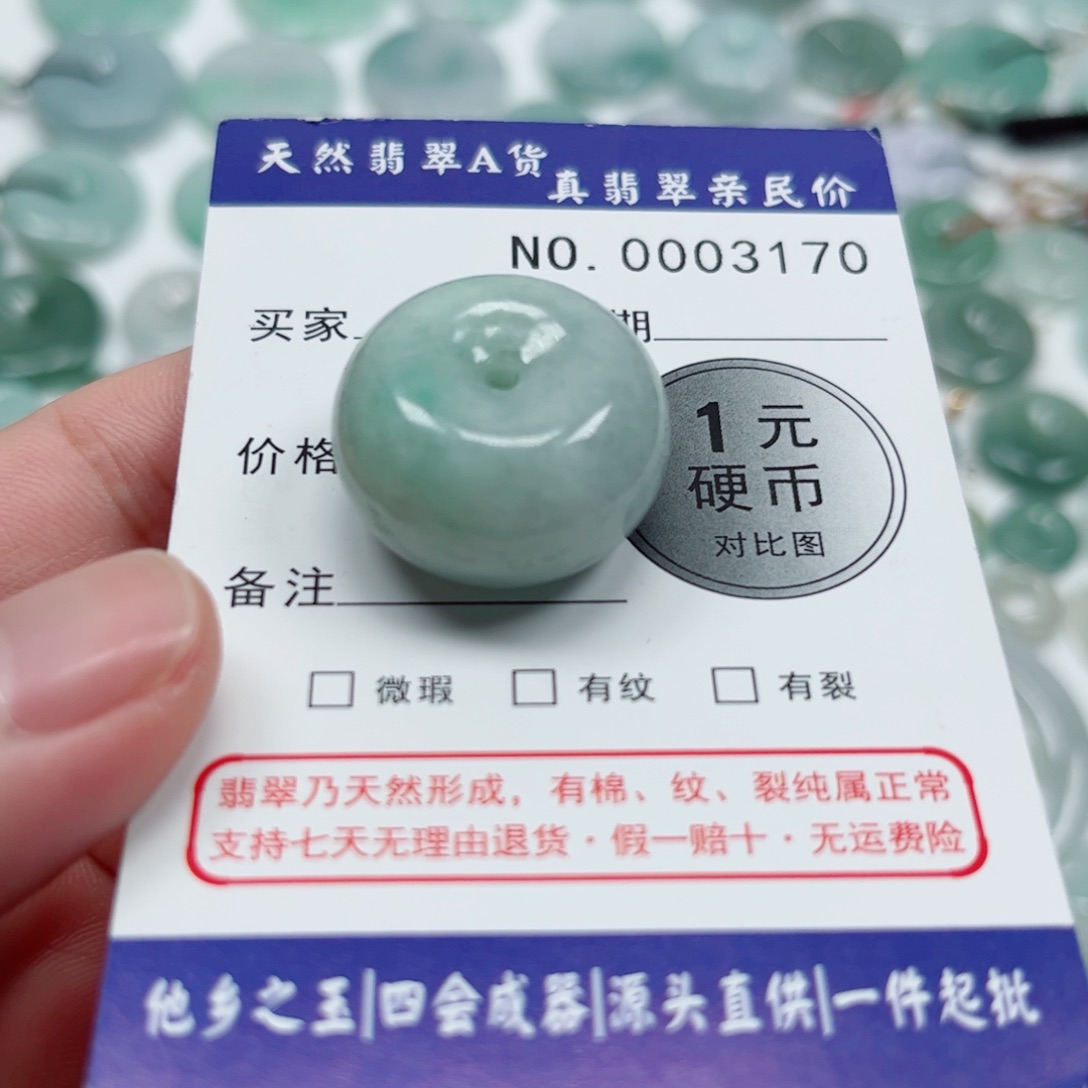 天然翡翠A货
真翡翠亲民价
NO. 0003170
买家
期
1元
硬币
对比图
价格
备注
微瑕 有纹 有裂
翡翠乃天然形成，有棉、纹、裂纯属正常
支持七天无理由退货·假一赔十·无运费险
他乡之玉|四会成器|源头直供|一件起批